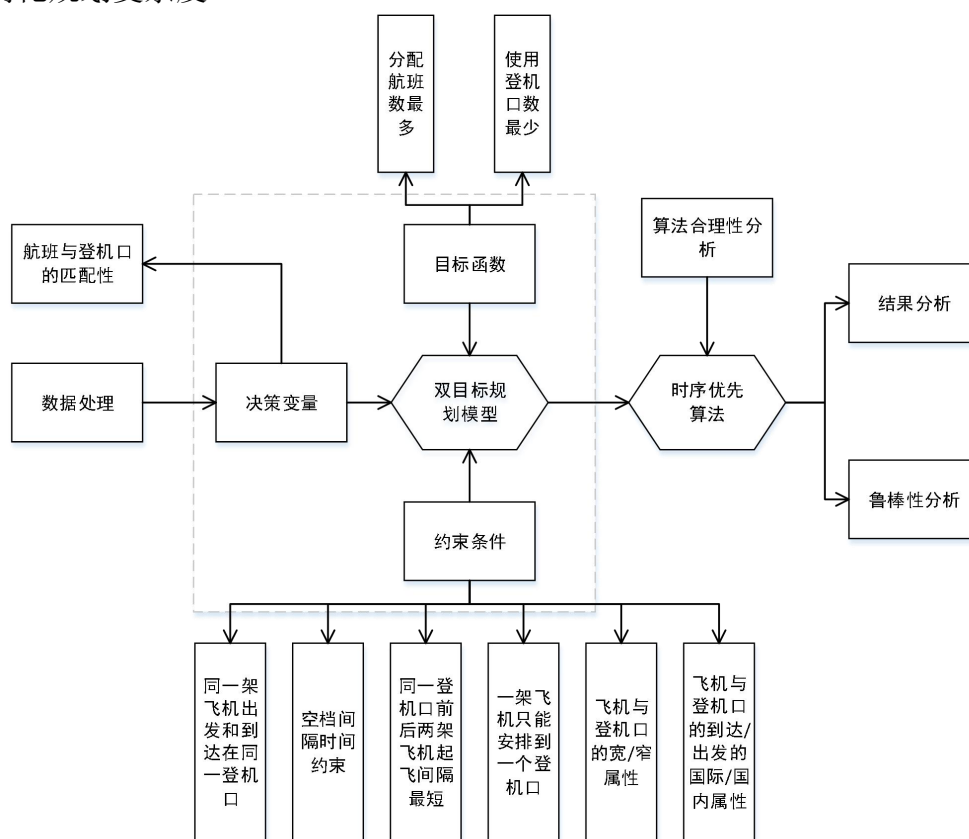 分配
航班
数最
多
使用
登机
口数
最少
航班与登机口
的匹配性
目标函数
算法合理性分
析
结果分析
数据处理
决策变量
双目标规
划模型
时序优先
算法
约束条件
鲁棒性分析
同一架
飞机出
发和到
达在同
一登机
口
空档间
隔时间
约束
同一登
机口前
后两架
飞机起
飞间隔
最短
一架飞
机只能
安排到
一个登
机口
飞机与
登机口
的宽/窄
属性
飞机与
登机口
的到达/
出发的
国际/国
内属性